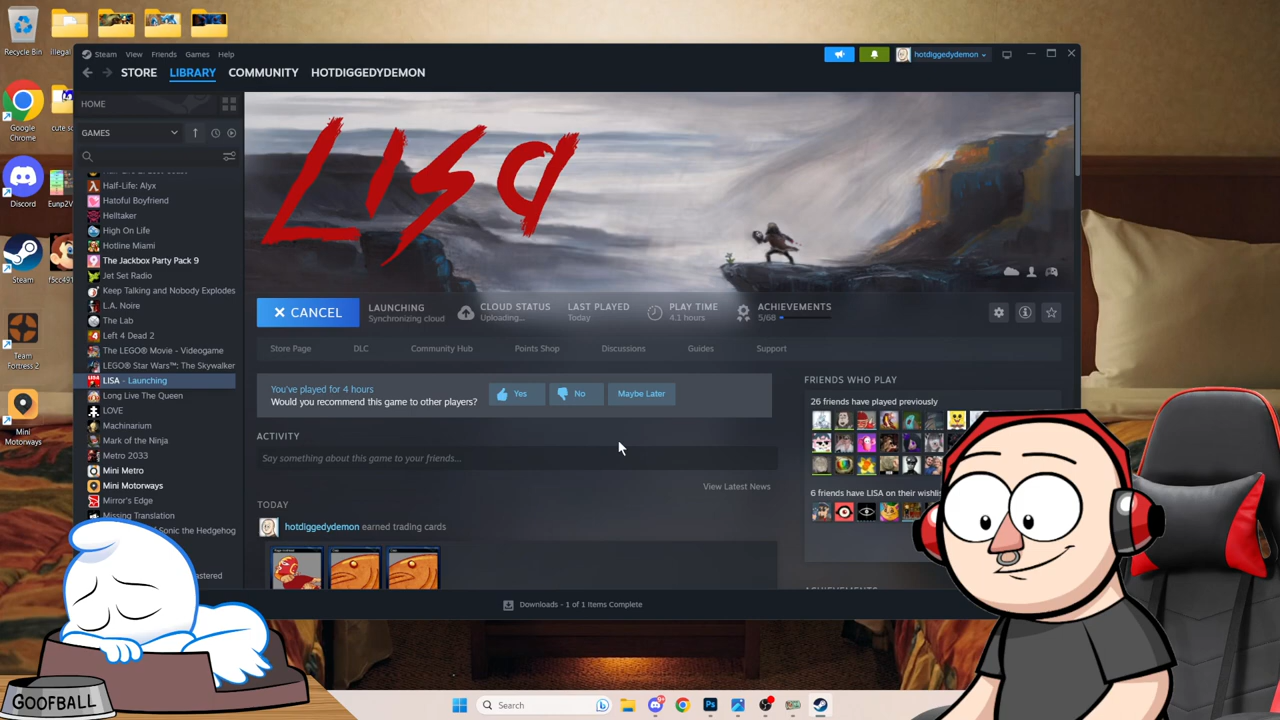 Recycle Bin
illegal
Google Chrome
cute sc
Discord
Eunp2V
Steam
f5cc491
Team Fortress 2
Mini Motorways
Steam View Friends Games Help
hotdiggedydemon
STORE LIBRARY COMMUNITY HOTDIGGEDYDEMON
HOME
GAMES
Half-Life: Alyx
Hatoful Boyfriend
Helltaker
High On Life
Hotline Miami
The Jackbox Party Pack 9
Jet Set Radio
Keep Talking and Nobody Explodes
L.A. Noire
The Lab
Left 4 Dead 2
The LEGO® Movie - Videogame
LEGO® Star Wars™: The Skywalker
LISA - Launching
Long Live The Queen
LOVE
Machinarium
Mark of the Ninja
Metro 2033
Mini Metro
Mini Motorways
Mirror's Edge
Missing Translation
Sonic the Hedgehog
astered
LISA
CANCEL
LAUNCHING
Synchronizing cloud
CLOUD STATUS
Uploading...
LAST PLAYED
Today
PLAY TIME
4.1 hours
ACHIEVEMENTS
5/68
Store Page DLC Community Hub Points Shop Discussions Guides Support
You've played for 4 hours
Would you recommend this game to other players?
Yes No Maybe Later
ACTIVITY
Say something about this game to your friends...
View Latest News
TODAY
hotdiggedydemon earned trading cards
FRIENDS WHO PLAY
26 friends have played previously
6 friends have LISA on their wishlis
Downloads - 1 of 1 Items Complete
GOOFBALL
Search